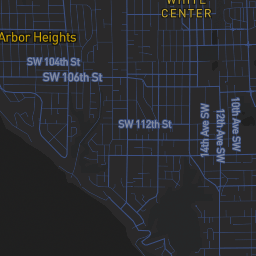 WHITE
CENTER
Arbor Heights
SW 104th St
SW 106th St
SW 112th St
14th Ave SW
12th Ave SW
10th Ave SW